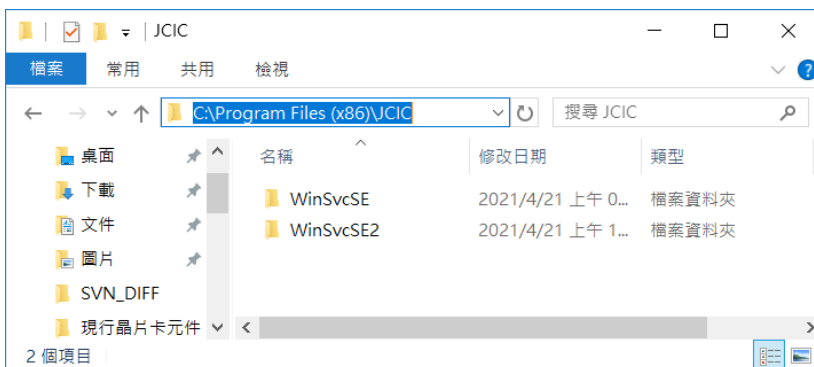 JCIC
檔案 常用 共用 檢視
C:\Program Files (x86)\JCIC 搜尋 JCIC
名稱 修改日期 類型
桌面
下載
文件
圖片
SVN_DIFF
現行晶片卡元件
WinSvcSE 2021/4/21 上午 0... 檔案資料夾
WinSvcSE2 2021/4/21 上午 1... 檔案資料夾
2 個項目